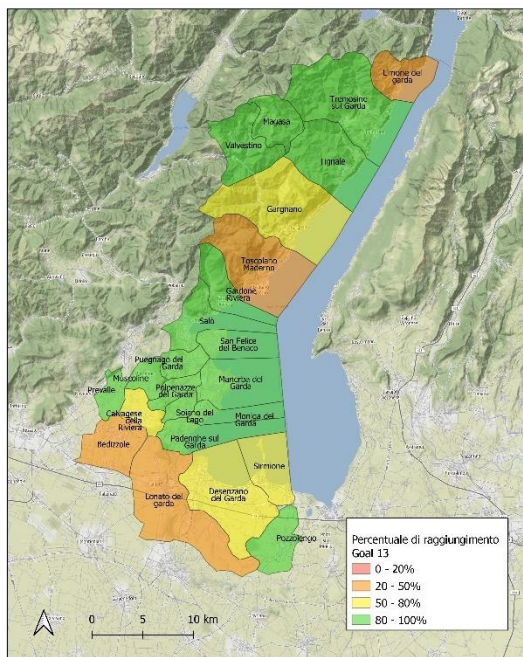 Limone del
garda
Tremosine
sul Garda
Magasa
Valvestino
Tignale
Gargnano
Toscolano
Maderno
Gardone
Riviera
Salò
San Felice
del Benaco
Puegnago del
Garda
Manerba del
Garda
Muscoline
Polpenazze
del Garda
Prevalle
Calvagese
della
Riviera
Soiano del
Lago
Moniga del
Garda
Padenghe sul
Garda
Bedizzole
Sirmione
Lonato del
garda
Desenzano
del Garda
Pozzolengo
Percentuale di raggiungimento
Goal 13
0 - 20%
20 - 50%
50 - 80%
80 - 100%
0 5 10 km